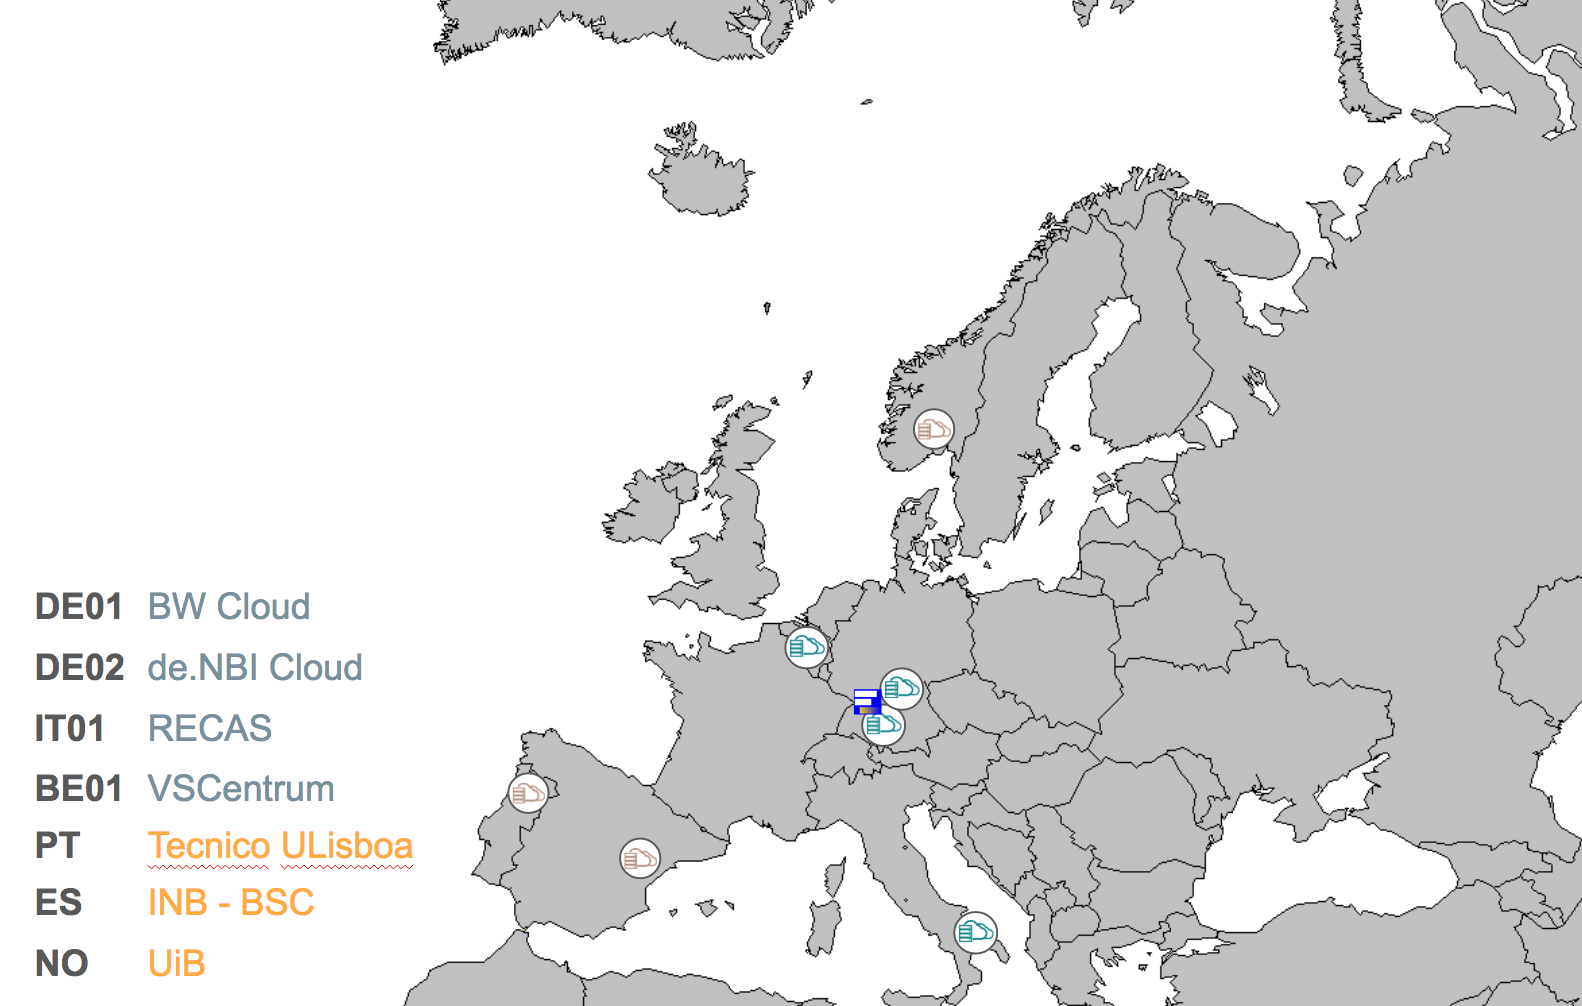 DE01 BW Cloud
DE02 de.NBI Cloud
IT01 RECAS
BE01 VSCentrum
PT Tecnico ULisboa
ES INB - BSC
NO UiB